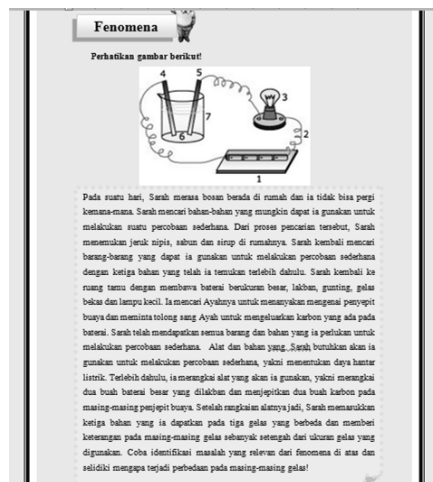 Fenomena
Perhatikan gambar berikut!
4
5
3
7
2
6
1
Pada suatu hari, Sarah merasa bosan berada di rumah dan ia tidak bisa pergi
kemana-mana. Sarah mencari bahan-bahan yang mungkin dapat ia gunakan untuk
melakukan suatu percobaan sederhana. Dari proses pencarian tersebut, Sarah
menemukan jeruk nipis, sabun dan sirup di rumahnya. Sarah kembali mencari
barang-barang yang dapat ia gunakan untuk melakukan percobaan sederhana
dengan ketiga bahan yang telah ia temukan terlebih dahulu. Sarah kembali ke
ruang tamu dengan membawa baterai berukuran besar, lakban, gunting, gelas
bekas dan lampu kecil. Ia mencari Ayahnya untuk menanyakan mengenai penyepit
buaya dan meminta tolong sang Ayah untuk mengeluarkan karbon yang ada pada
baterai. Sarah telah mendapatkan semua barang dan bahan yang ia perlukan untuk
melakukan percobaan sederhana. Alat dan bahan yang Sarah butuhkan akan ia
gunakan untuk melakukan percobaan sederhana, yakni menentukan daya hantar
listrik. Terlebih dahulu, ia merangkai alat yang akan ia gunakan, yakni merangkai
dua buah baterai besar yang dilakban dan menjepitkan dua buah karbon pada
masing-masing penjepit buaya. Setelah rangkaian alatnya jadi, Sarah memasukkan
ketiga bahan yang ia dapatkan pada tiga gelas yang berbeda dan memberi
keterangan pada masing-masing gelas sebanyak setengah dari ukuran gelas yang
digunakan. Coba identifikasi masalah yang relevan dari fenomena di atas dan
selidiki mengapa terjadi perbedaan pada masing-masing gelas!